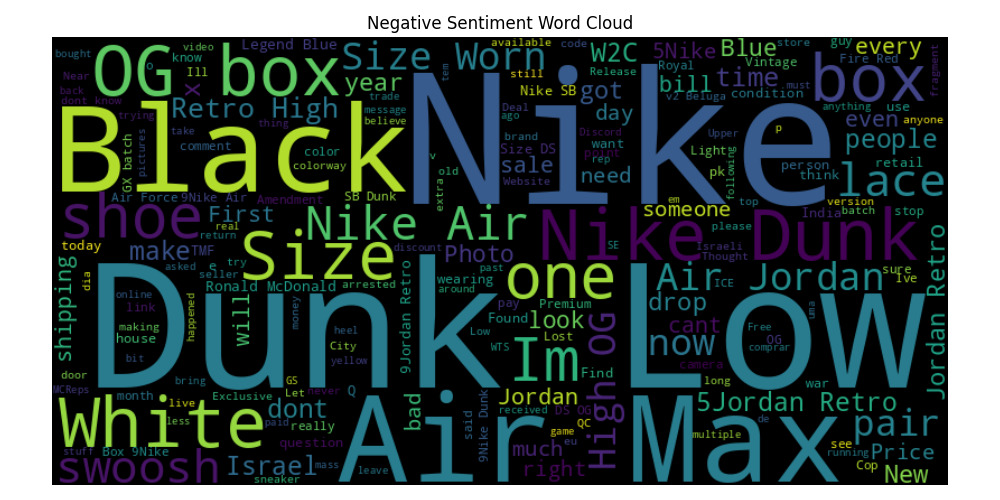 Negative Sentiment Word Cloud
bought video know Legend Blue Size Worn available code W2C 5Nike Blue store guy every
OG box o Ill year still Nike SB Release Royal Vintage Fire Red fragment
Near x tem got bill time box
back dont know Retro High trade Deal day v2 Beluga condition must even use anyone
Black Nike message believe ago anything people
trying pictures take thing brand Discord want Upper p
Gx batch comment color Size DS print Light person retail
colorway v old sale rep need pk following think lace
Air Force 9Nike Air Amendment SB Dunk extra Website someone em top version
shoe First real return Nike Air Nike Dunk please India batch stop
today make TMF Size discount Photo SE Israeli Thought
shipping dia asked e try seller Ronald McDonald arrested wearing past one Air Jordan sure Ive
Dunk Low around ICE uma Jordan Retro
online link happened will money 9Jordan Retro pay Premium OG drop
making house heel City Found look cant now Free OG comprar
bit yellow Low Lost camera
door WTS Im Find long war
MCReps month bring Exclusive GS Let never Q Jordan High 5Jordan Retro
White live less paid dont bad said 9Nike Dunk received DS OG Air Max multiple de pair
really game QC see running
stuff Box 9Nike question much eu Cop Price
swoosh Israel mass sneaker leave right New